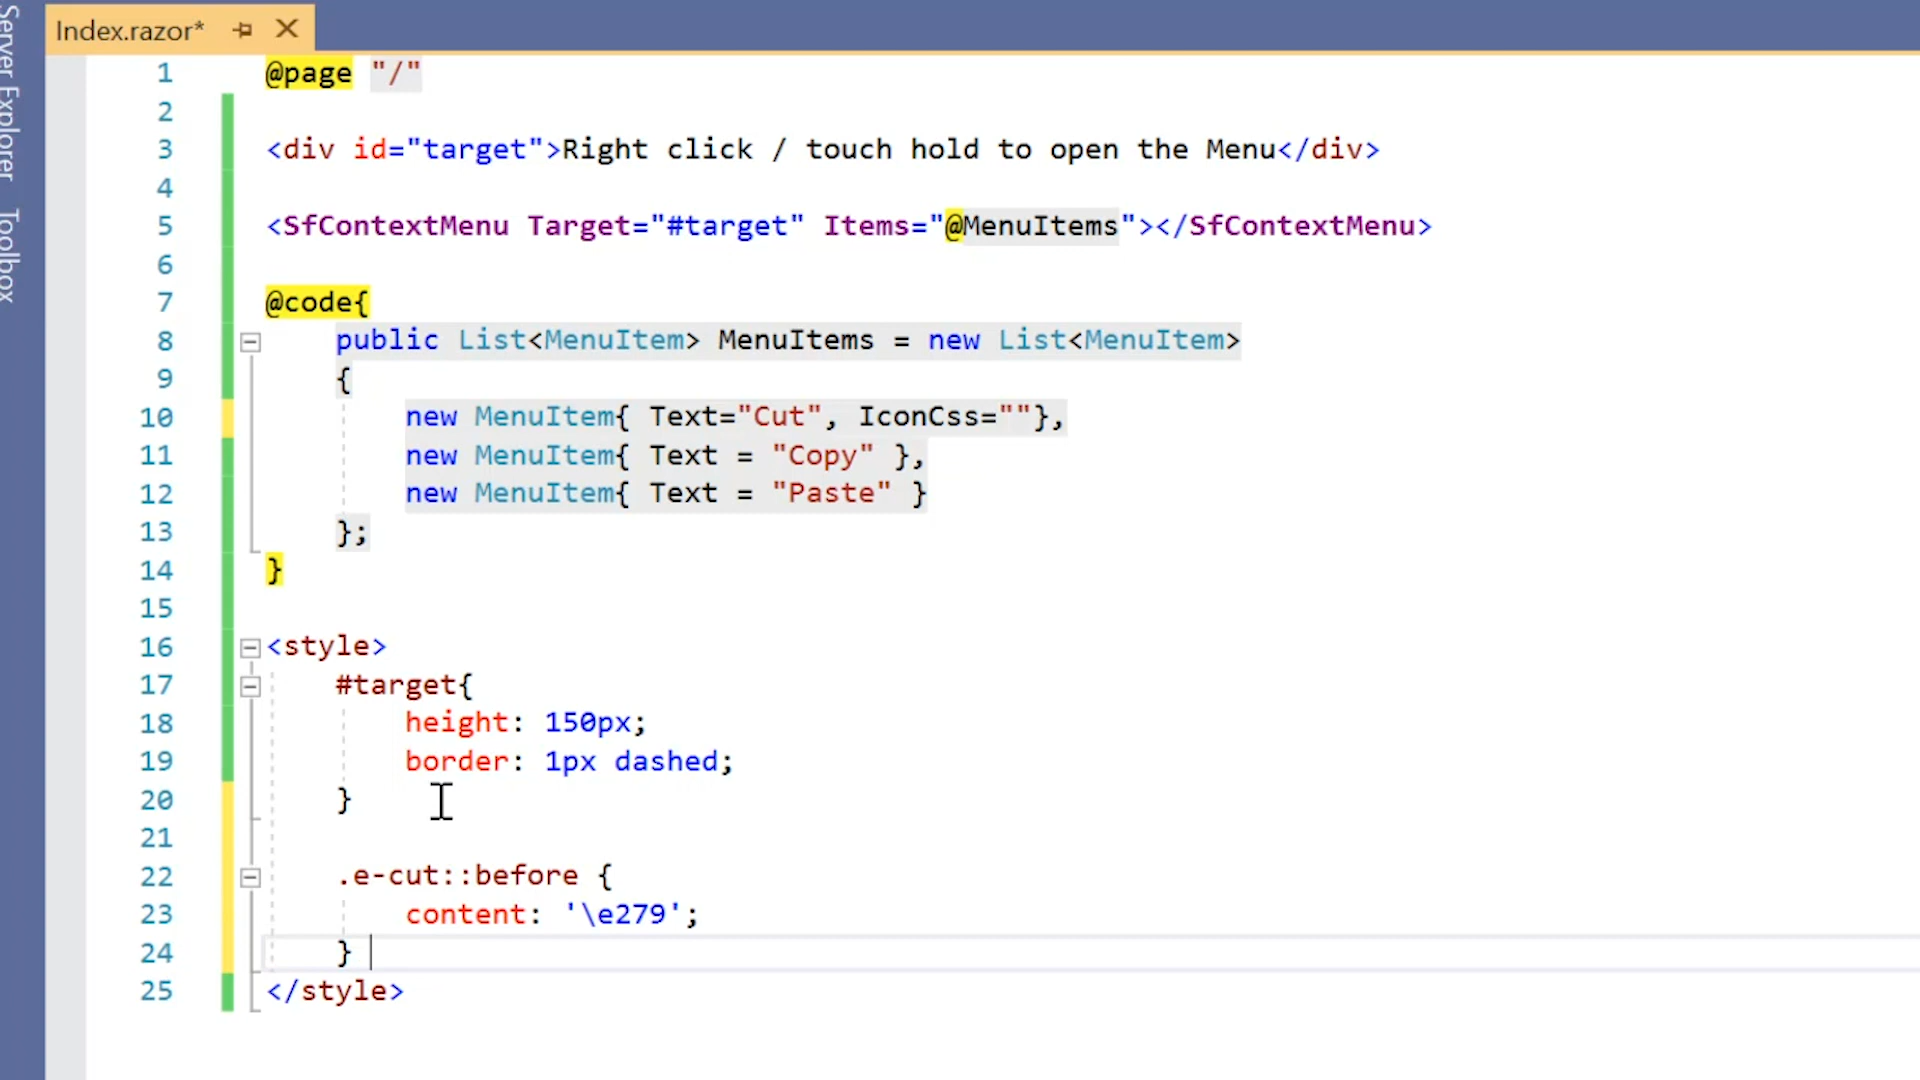 Index.razor*
Server Explorer
Toolbox
1 @page "/"
2
3 <div id="target">Right click / touch hold to open the Menu</div>
4
5 <SfContextMenu Target="#target" Items="@MenuItems"></SfContextMenu>
6
7 @code{
8     public List<MenuItem> MenuItems = new List<MenuItem>
9     {
10         new MenuItem{ Text="Cut", IconCss=""},
11         new MenuItem{ Text = "Copy" },
12         new MenuItem{ Text = "Paste" }
13     };
14 }
15
16 <style>
17     #target{
18         height: 150px;
19         border: 1px dashed;
20     }
21
22     .e-cut::before {
23         content: '\e279';
24     }
25 </style>